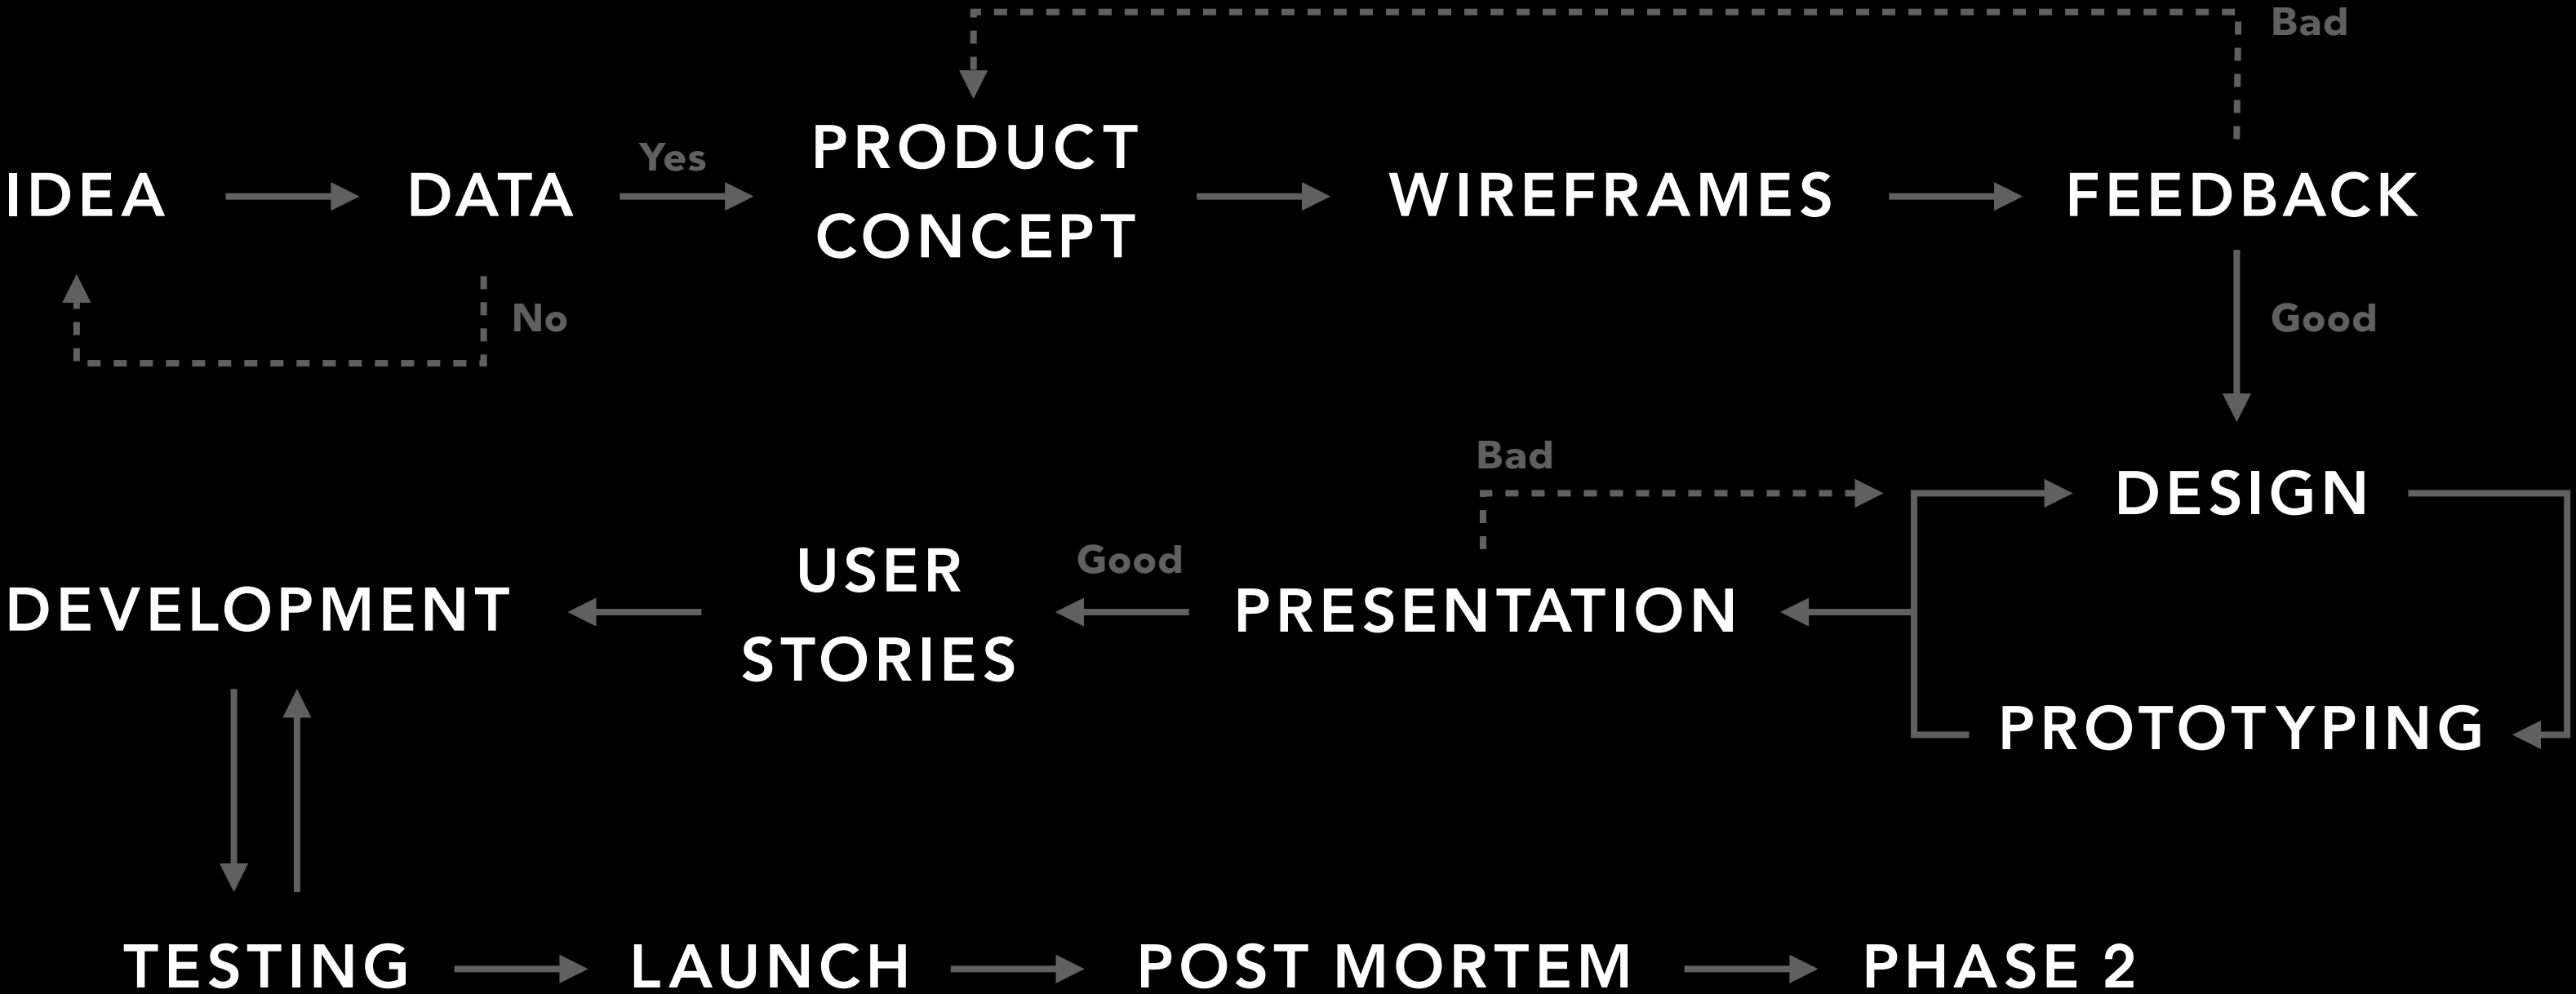 Bad
IDEA
DATA
Yes
PRODUCT
CONCEPT
WIREFRAMES
FEEDBACK
No
Good
Bad
DESIGN
DEVELOPMENT
USER
STORIES
Good
PRESENTATION
PROTOTYPING
TESTING
LAUNCH
POST MORTEM
PHASE 2